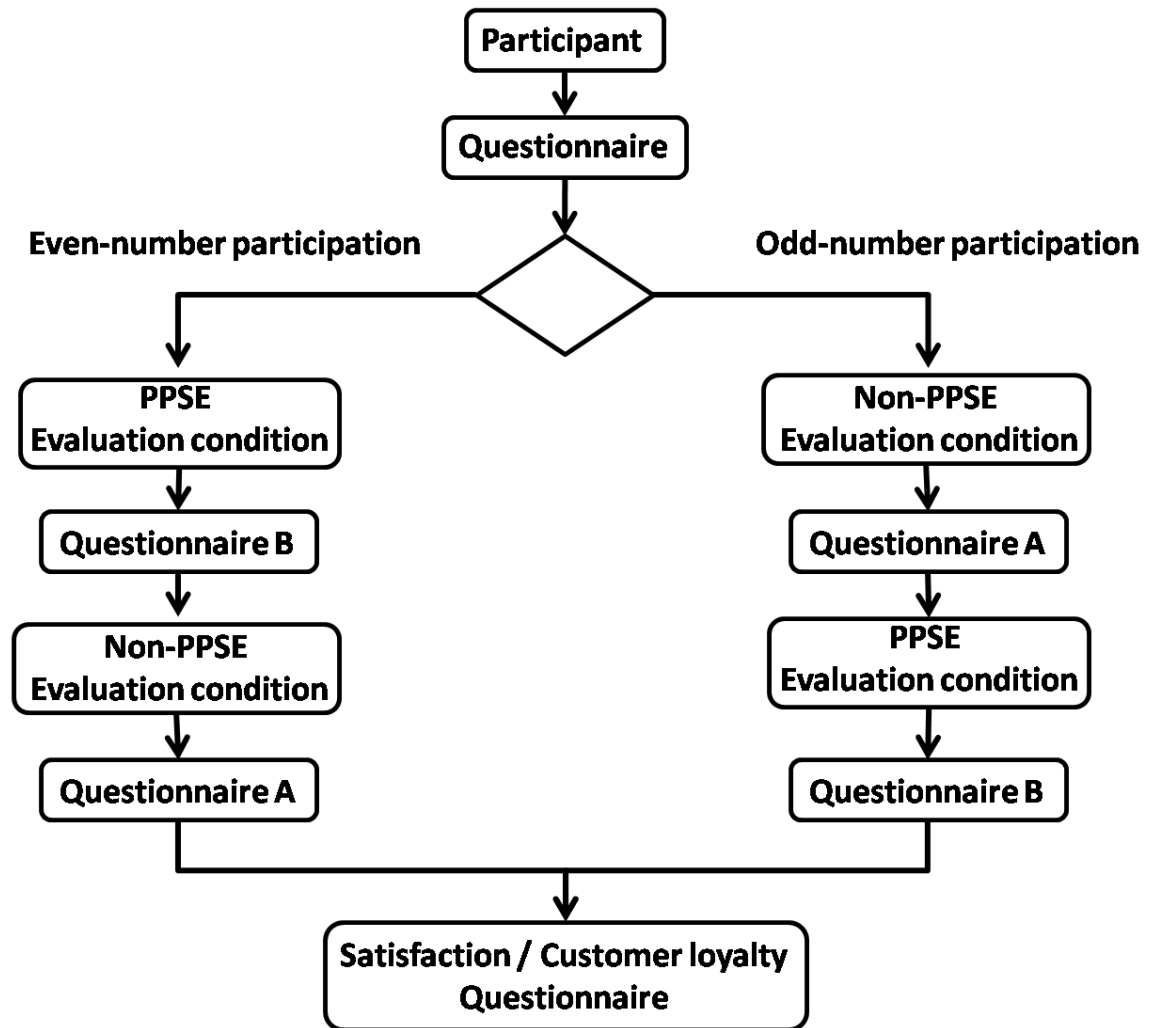 Participant
Questionnaire
Even-number participation
Odd-number participation
PPSE
Evaluation condition
Questionnaire B
Non-PPSE
Evaluation condition
Questionnaire A
Non-PPSE
Evaluation condition
Questionnaire A
PPSE
Evaluation condition
Questionnaire B
Satisfaction / Customer loyalty
Questionnaire